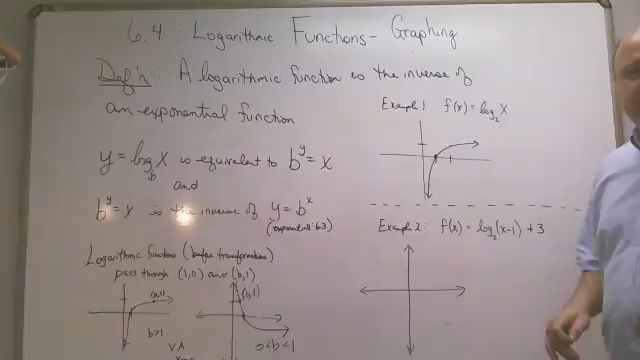 6.4 : Logarithmic Functions - Graphing
Def'n : A logarithmic function is the inverse of
an exponential function
y = log_b x is equivalent to b^y = x
and
b^y = x is the inverse of y = b^x
(exponential: 6.3)
Logarithmic functions (before transformations)
pass through (1,0) and (b,1)
(b,1)
b>1
V.A
(b,1)
0<b<1
Example 1 : f(x) = log_2 x
Example 2 : f(x) = log_2 (x-1) + 3